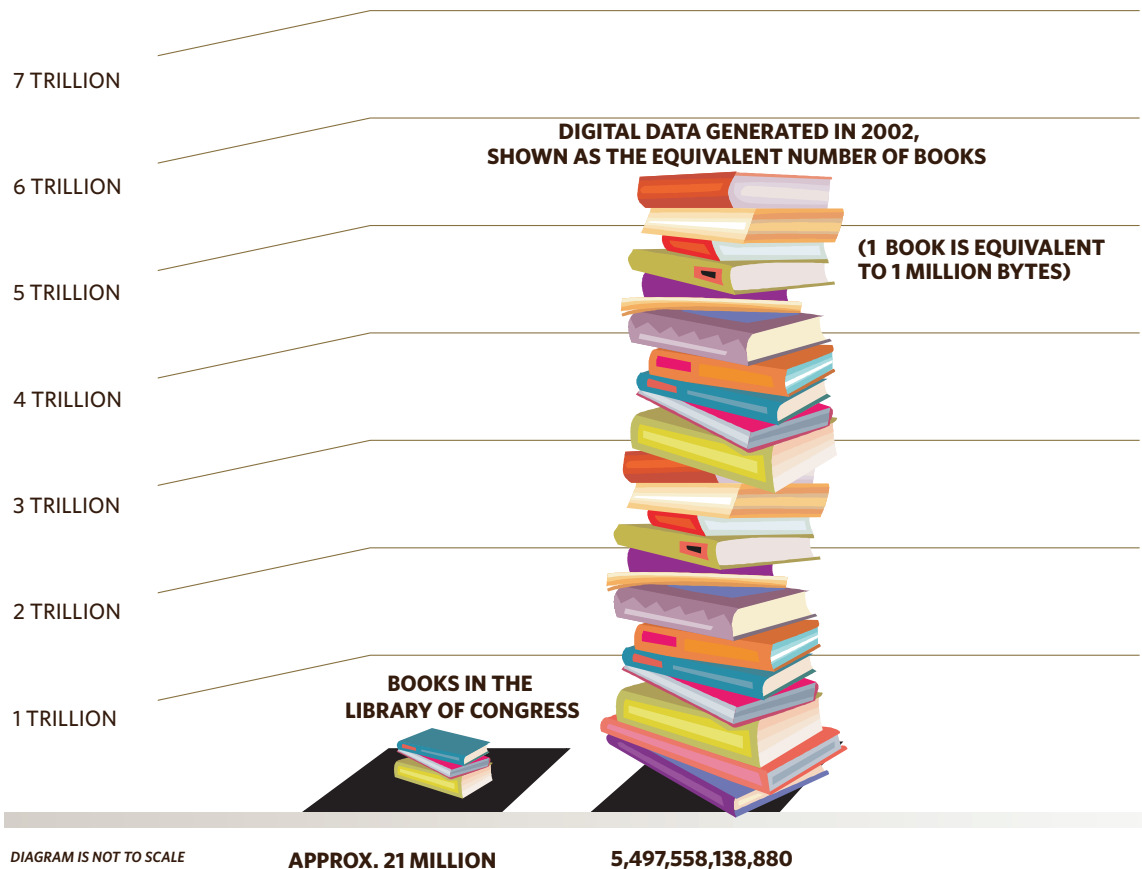 7 TRILLION
DIGITAL DATA GENERATED IN 2002,
SHOWN AS THE EQUIVALENT NUMBER OF BOOKS
6 TRILLION
(1 BOOK IS EQUIVALENT
TO 1 MILLION BYTES)
5 TRILLION
4 TRILLION
3 TRILLION
2 TRILLION
BOOKS IN THE
LIBRARY OF CONGRESS
1 TRILLION
DIAGRAM IS NOT TO SCALE
APPROX. 21 MILLION
5,497,558,138,880